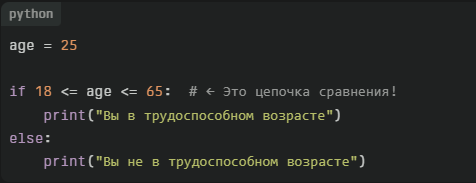 python
age = 25
if 18 <= age <= 65:  # ← Это цепочка сравнения!
    print("Вы в трудоспособном возрасте")
else:
    print("Вы не в трудоспособном возрасте")